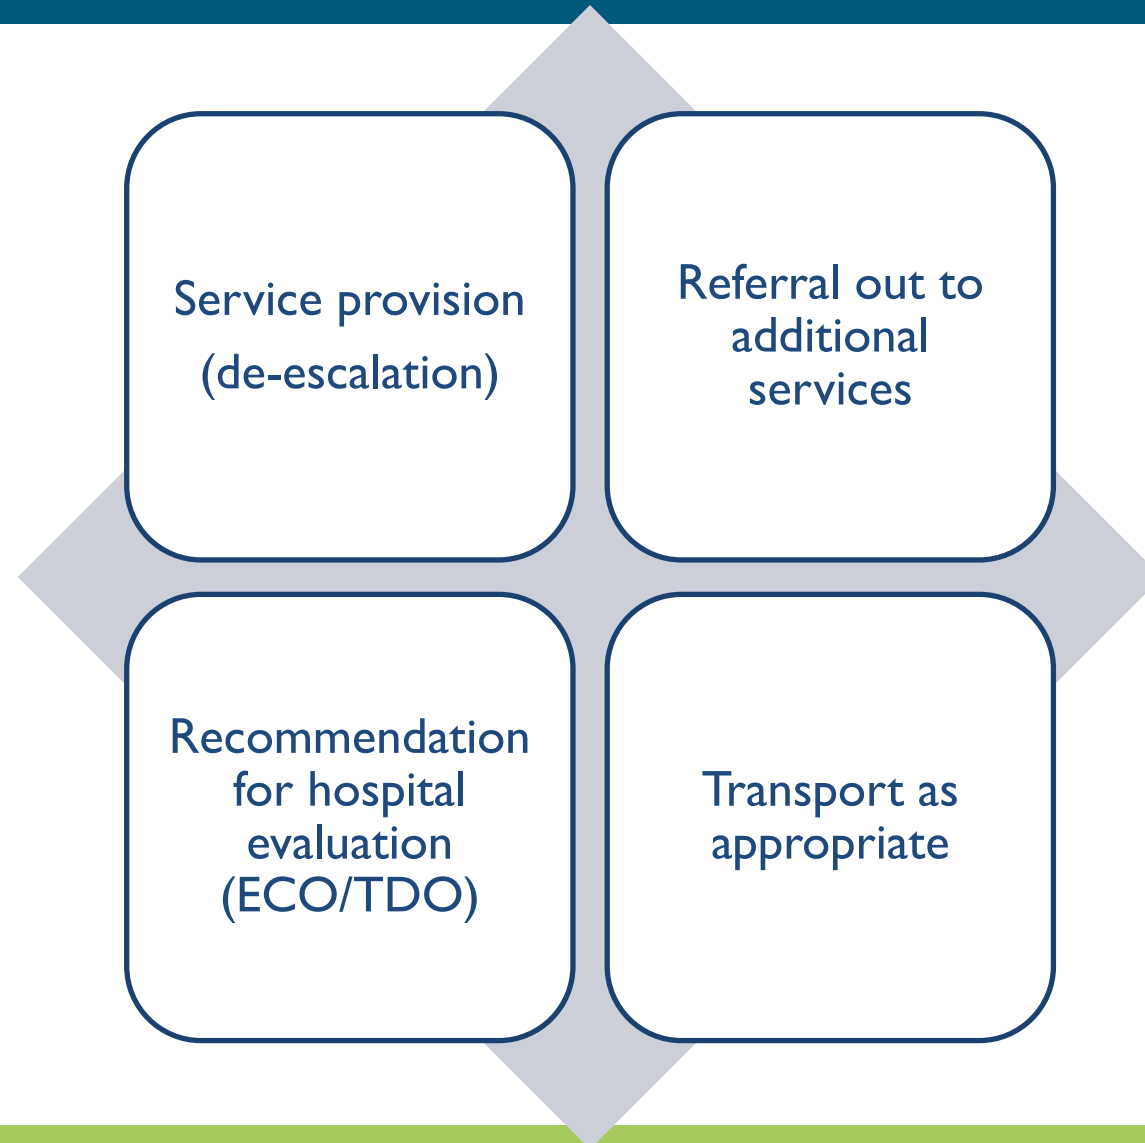 Service provision
(de-escalation)
Referral out to
additional
services
Recommendation
for hospital
evaluation
(ECO/TDO)
Transport as
appropriate